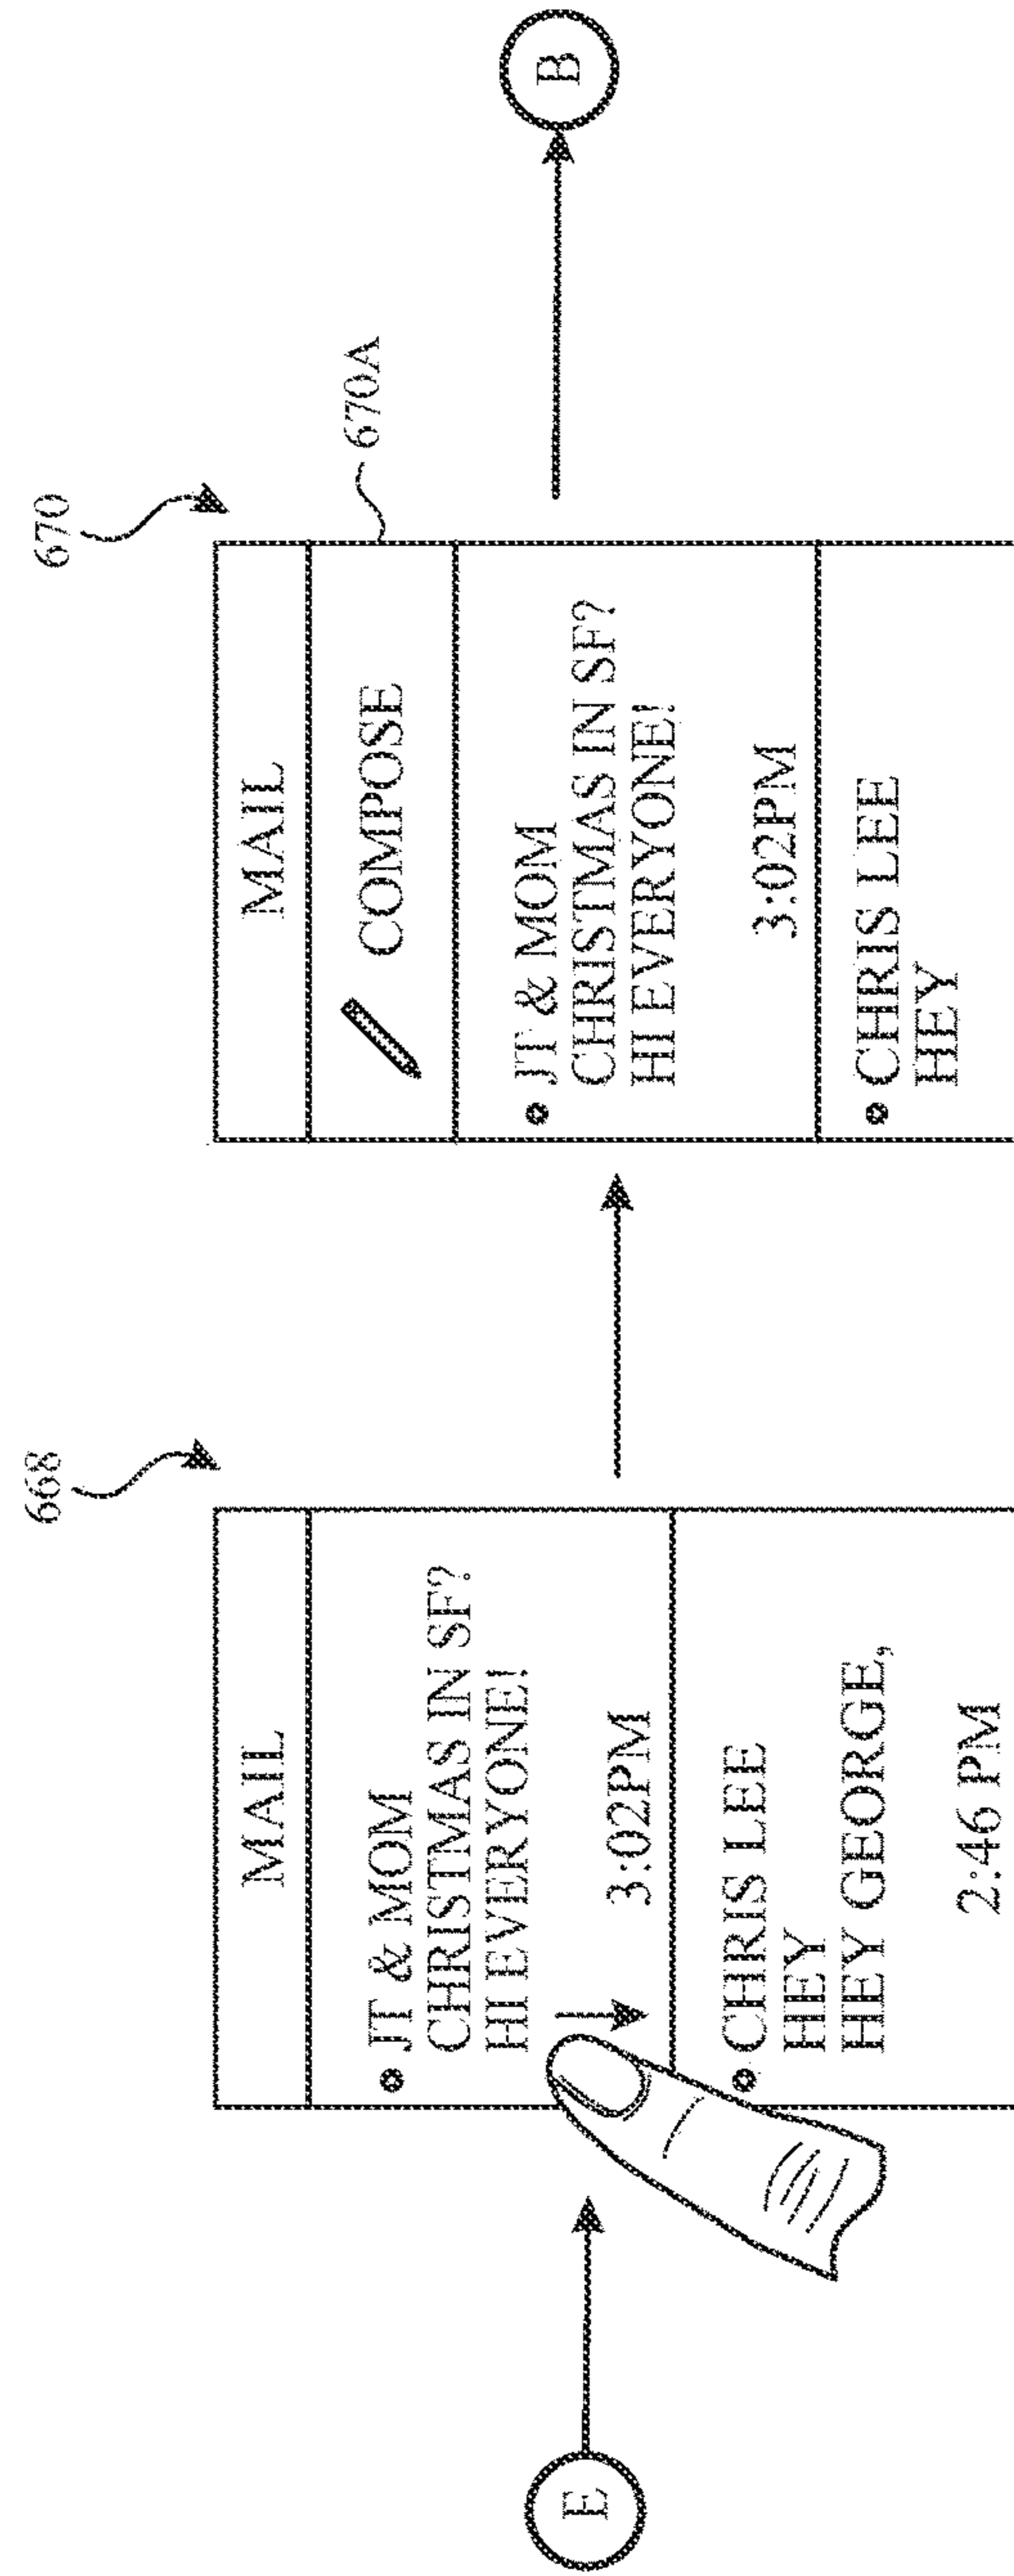 E
668
MAIL
JT & MOM
CHRISTMAS IN SF?
HI EVERYONE!
3:02PM
CHRIS LEE
HEY
HEY GEORGE,
2:46 PM
670
MAIL
670A
COMPOSE
JT & MOM
CHRISTMAS IN SF?
HI EVERYONE!
3:02PM
CHRIS LEE
HEY
B